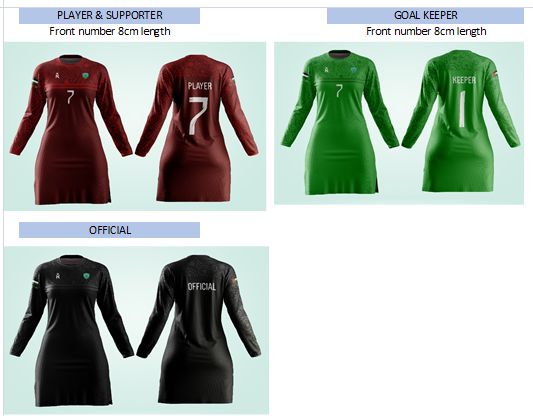 PLAYER & SUPPORTER
Front number 8cm length
GOAL KEEPER
Front number 8cm length
7
PLAYER
7
7
KEEPER
1
OFFICIAL
OFFICIAL